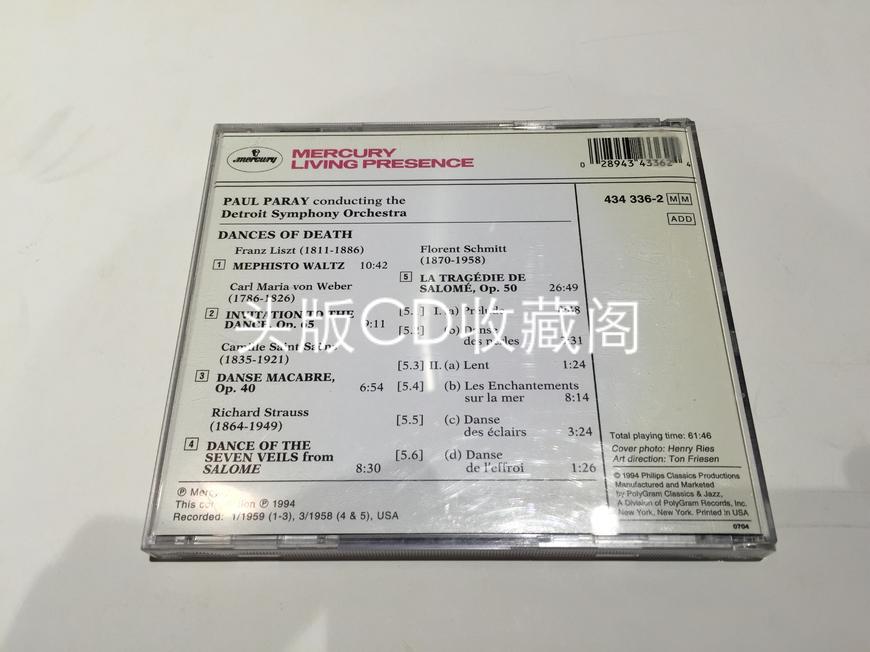 mercury
MERCURY
LIVING PRESENCE
0 28943 43362 4
PAUL PARAY conducting the
Detroit Symphony Orchestra
434 336-2 MM
ADD
DANCES OF DEATH
Franz Liszt (1811-1886)
1 MEPHISTO WALTZ 10:42
Carl Maria von Weber
(1786-1826)
2 INVITATION TO THE
DANCE, Op. 65 9:11
Camille Saint-Saëns
(1835-1921)
3 DANSE MACABRE,
Op. 40 6:54
Richard Strauss
(1864-1949)
4 DANCE OF THE
SEVEN VEILS from
SALOME 8:30
Florent Schmitt
(1870-1958)
5 LA TRAGÉDIE DE
SALOMÉ, Op. 50 26:49
I. (a) Prélude
(b) Danse
des perles :31
[5.3] II. (a) Lent 1:24
[5.4] (b) Les Enchantements
sur la mer 8:14
[5.5] (c) Danse
des éclairs 3:24
[5.6] (d) Danse
de l'effroi 1:26
头版CD收藏阁
℗ Merc
This ℗ 1994
Recorded: 1/1959 (1-3), 3/1958 (4 & 5), USA
Total playing time: 61:46
Cover photo: Henry Ries
Art direction: Ton Friesen
© 1994 Philips Classics Productions
Manufactured and Marketed
by PolyGram Classics & Jazz,
A Division of PolyGram Records, Inc.
New York, New York. Printed in USA
0704